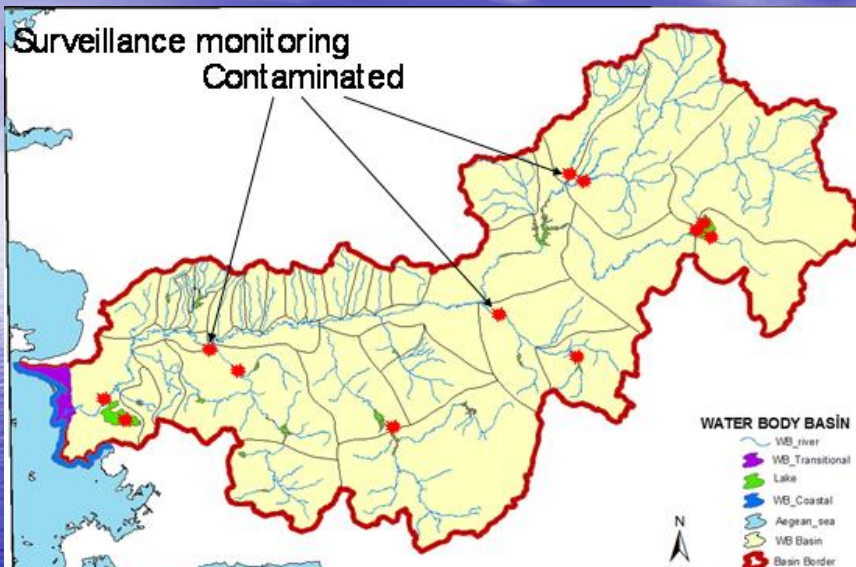 Surveillance monitoring
Contaminated
WATER BODY BASİN
WB_river
WB_Transitional
Lake
WB_Coastal
Aegean_sea
WB Basin
Basin Border
N